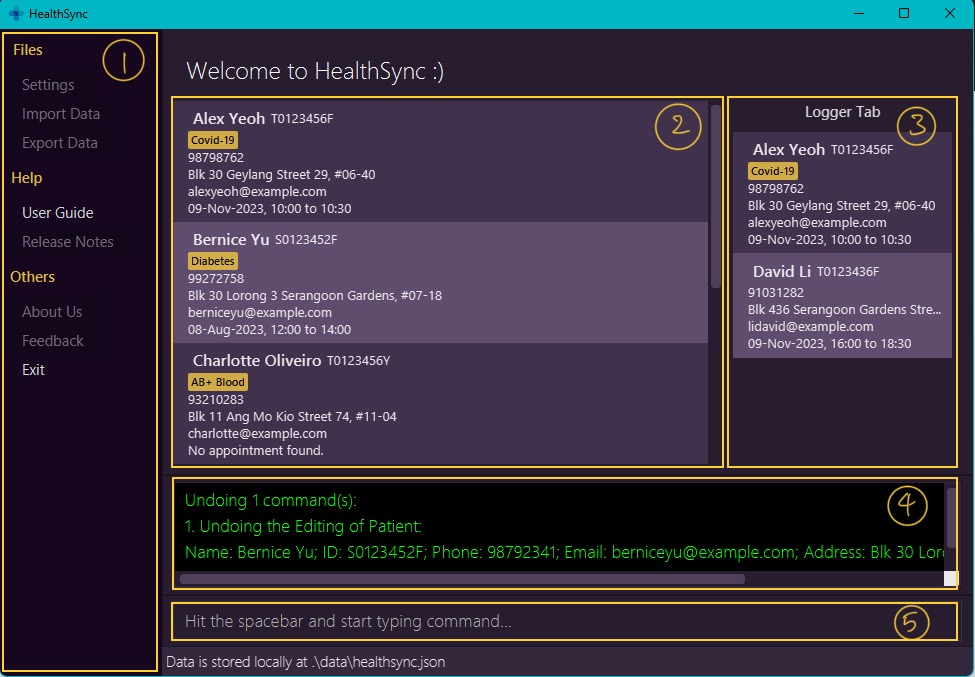 HealthSync
Files
1
Settings
Import Data
Export Data
Help
User Guide
Release Notes
Others
About Us
Feedback
Exit
Welcome to HealthSync :)
2
Alex Yeoh T0123456F
Covid-19
98798762
Blk 30 Geylang Street 29, #06-40
alexyeoh@example.com
09-Nov-2023, 10:00 to 10:30
Bernice Yu S0123452F
Diabetes
99272758
Blk 30 Lorong 3 Serangoon Gardens, #07-18
berniceyu@example.com
08-Aug-2023, 12:00 to 14:00
Charlotte Oliveiro T0123456Y
AB+ Blood
93210283
Blk 11 Ang Mo Kio Street 74, #11-04
charlotte@example.com
No appointment found.
Logger Tab
3
Alex Yeoh T0123456F
Covid-19
98798762
Blk 30 Geylang Street 29, #06-40
alexyeoh@example.com
09-Nov-2023, 10:00 to 10:30
David Li T0123436F
91031282
Blk 436 Serangoon Gardens Stre...
lidavid@example.com
09-Nov-2023, 16:00 to 18:30
Undoing 1 command(s):
4
1. Undoing the Editing of Patient:
Name: Bernice Yu; ID: S0123452F; Phone: 98792341; Email: berniceyu@example.com; Address: Blk 30 Loro
Hit the spacebar and start typing command...
5
Data is stored locally at .\data\healthsync.json